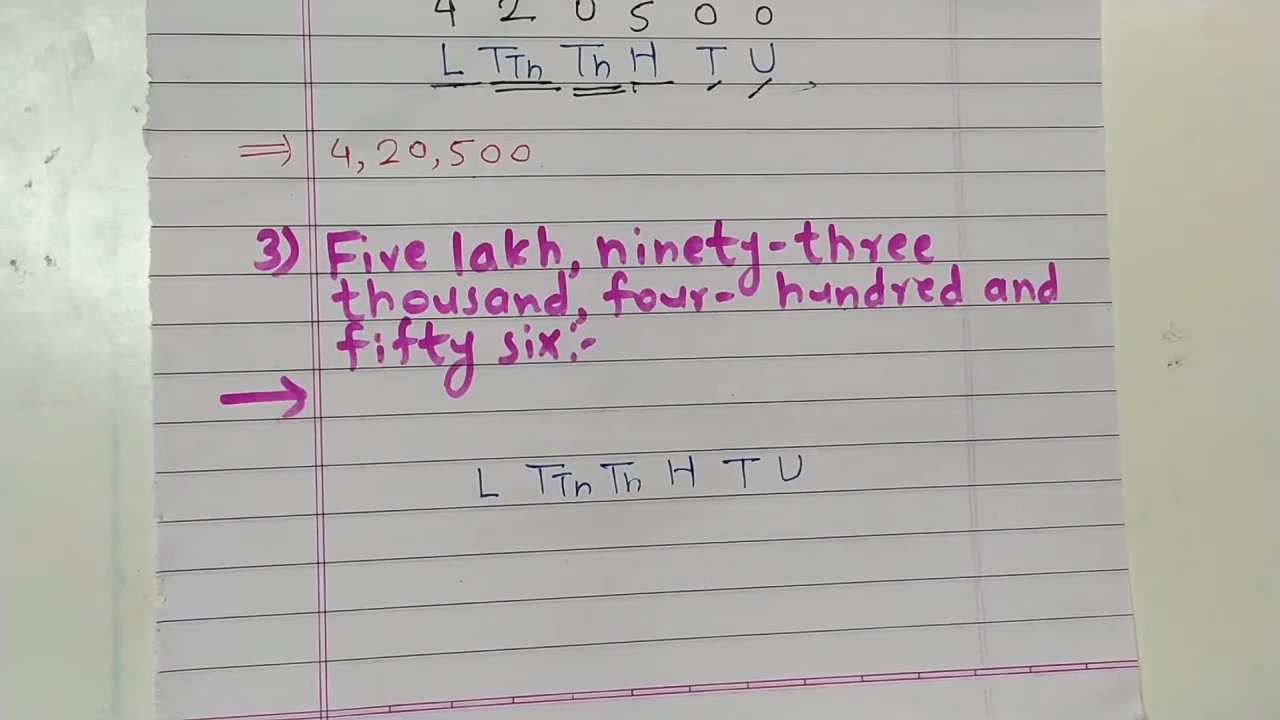 4 2 0 5 0 0
L TTh Th H T U
⇒ 4,20,500
3) Five lakh, ninety-three
thousand, four- hundred and
fifty six:-
→
L TTh Th H T U